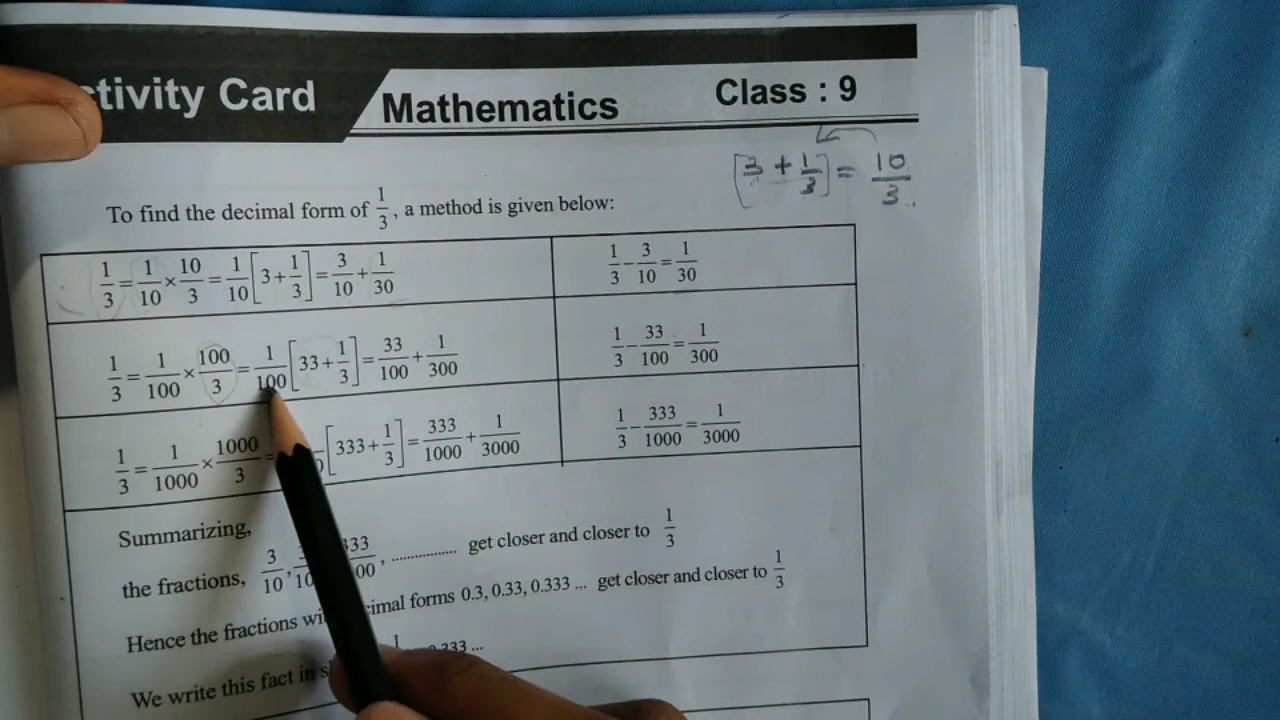 ctivity Card Mathematics Class : 9
[3 + 1/3] = 10/3
To find the decimal form of 1/3, a method is given below:
1/3 = 1/10 × 10/3 = 1/10 [3 + 1/3] = 3/10 + 1/30
1/3 − 3/10 = 1/30
1/3 = 1/100 × 100/3 = 1/100 [33 + 1/3] = 33/100 + 1/300
1/3 − 33/100 = 1/300
1/3 = 1/1000 × 1000/3 = [333 + 1/3] = 333/1000 + 1/3000
1/3 − 333/1000 = 1/3000
Summarizing,
the fractions, 3/10, ................ get closer and closer to 1/3
Hence the fractions cimal forms 0.3, 0.33, 0.333 ... get closer and closer to 1/3
We write this fact in